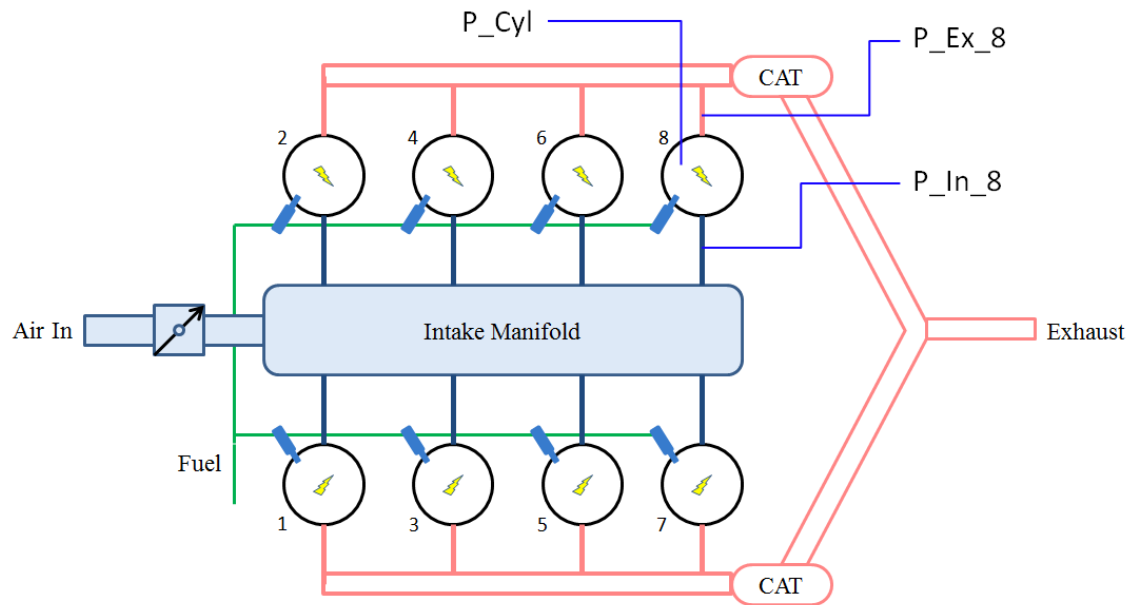 P_Cyl
P_Ex_8
CAT
2
4
6
8
P_In_8
Air In
Intake Manifold
Exhaust
Fuel
1
3
5
7
CAT